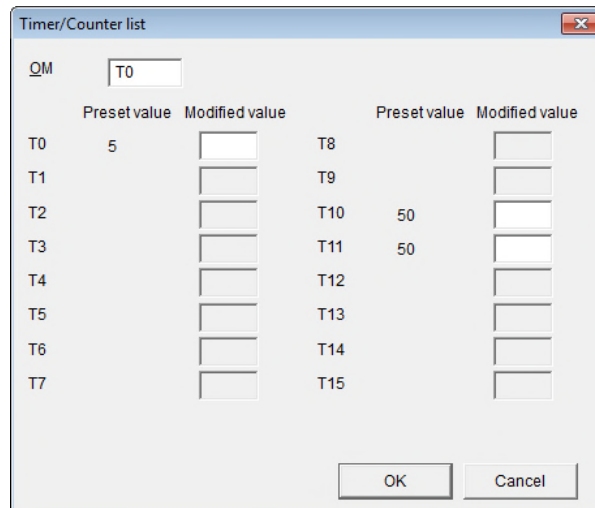 Timer/Counter list
OM T0
Preset value Modified value Preset value Modified value
T0 5 T8
T1 T9
T2 T10 50
T3 T11 50
T4 T12
T5 T13
T6 T14
T7 T15
OK Cancel